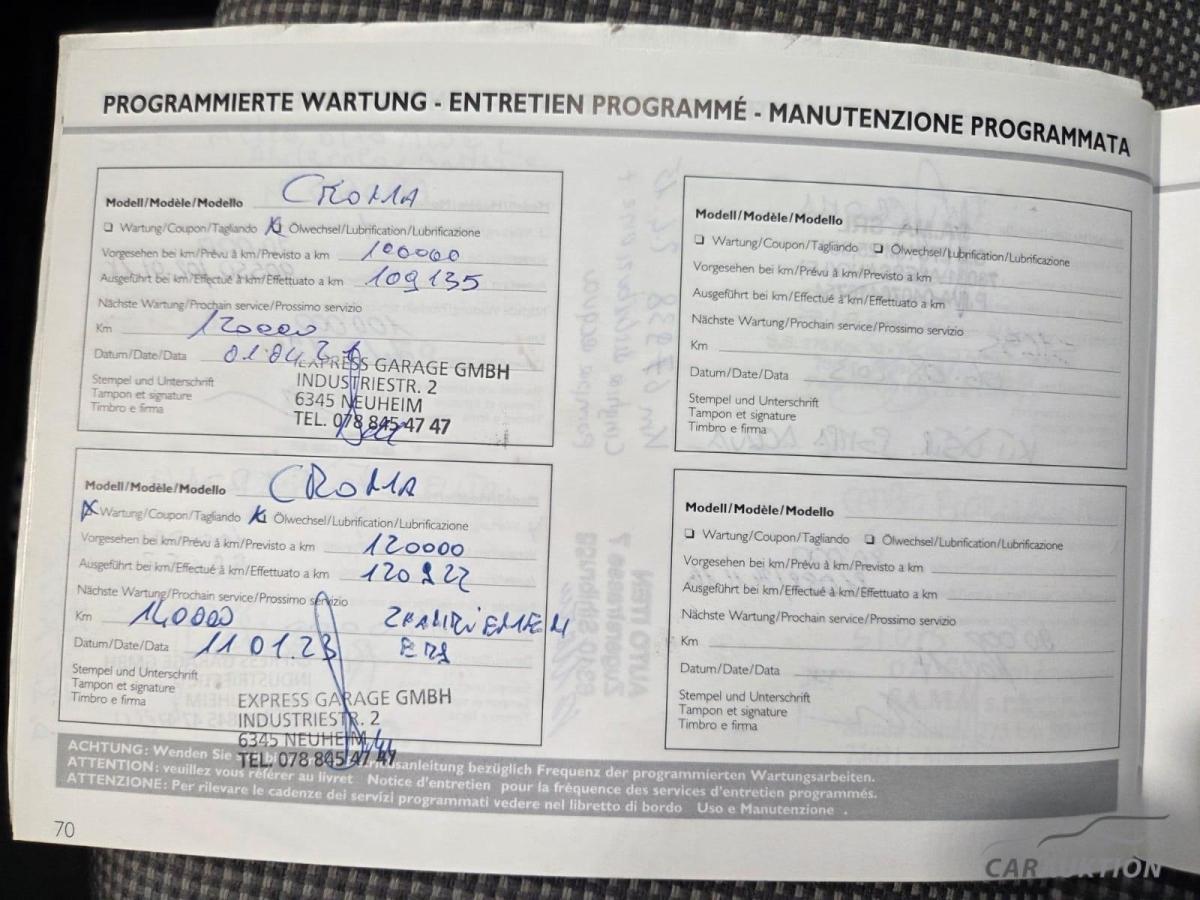 PROGRAMMIERTE WARTUNG - ENTRETIEN PROGRAMMÉ - MANUTENZIONE PROGRAMMATA
Modell/Modèle/Modello CROMA
Wartung/Coupon/Tagliando Ölwechsel/Lubrification/Lubrificazione
Vorgesehen bei km/Prévu à km/Previsto a km 100000
Ausgeführt bei km/Effectué à km/Effettuato a km 109135
Nächste Wartung/Prochain service/Prossimo servizio
Km 120000
Datum/Date/Data 01.04.21
Stempel und Unterschrift
Tampon et signature
Timbro e firma
EXPRESS GARAGE GMBH
INDUSTRIESTR. 2
6345 NEUHEIM
TEL. 078 845 47 47
Modell/Modèle/Modello CROMA
Wartung/Coupon/Tagliando Ölwechsel/Lubrification/Lubrificazione
Vorgesehen bei km/Prévu à km/Previsto a km 120000
Ausgeführt bei km/Effectué à km/Effettuato a km
Nächste Wartung/Prochain service/Prossimo servizio
Km 140000
Datum/Date/Data 11 01.23
Stempel und Unterschrift
Tampon et signature
Timbro e firma
EXPRESS GARAGE GMBH
INDUSTRIESTR. 2
6345 NEUHEIM
TEL. 078 845 47 47
Modell/Modèle/Modello
Wartung/Coupon/Tagliando Ölwechsel/Lubrification/Lubrificazione
Vorgesehen bei km/Prévu à km/Previsto a km
Ausgeführt bei km/Effectué à km/Effettuato a km
Nächste Wartung/Prochain service/Prossimo servizio
Km
Datum/Date/Data
Stempel und Unterschrift
Tampon et signature
Timbro e firma
Modell/Modèle/Modello
Wartung/Coupon/Tagliando Ölwechsel/Lubrification/Lubrificazione
Vorgesehen bei km/Prévu à km/Previsto a km
Ausgeführt bei km/Effectué à km/Effettuato a km
Nächste Wartung/Prochain service/Prossimo servizio
Km
Datum/Date/Data
Stempel und Unterschrift
Tampon et signature
Timbro e firma
ACHTUNG: Wenden Sie bezüglich Frequenz der programmierten Wartungsarbeiten.
ATTENTION: veuillez vous référer au livret Notice d'entretien pour la fréquence des services d'entretien programmés.
ATTENZIONE: Per rilevare le cadenze dei servizi programmati vedere nel libretto di bordo Uso e Manutenzione .
70
CARAUKTION